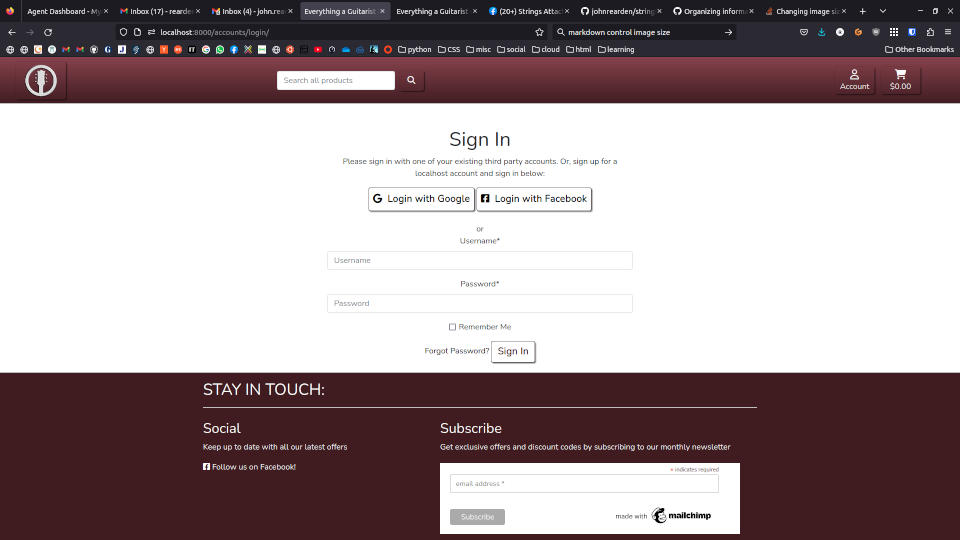 Agent Dashboard - My
Inbox (17) - rearden
Inbox (4) - john.rear
Everything a Guitarist
Everything a Guitarist
(20+) Strings Attac
johnrearden/string
Organizing informa
Changing image siz
localhost:8000/accounts/login/
markdown control image size
python
CSS
misc
social
cloud
html
learning
Other Bookmarks
Search all products
Account
$0.00
Sign In
Please sign in with one of your existing third party accounts. Or, sign up for a
localhost account and sign in below:
Login with Google
Login with Facebook
or
Username*
Username
Password*
Password
Remember Me
Forgot Password?
Sign In
STAY IN TOUCH:
Social
Keep up to date with all our latest offers
Follow us on Facebook!
Subscribe
Get exclusive offers and discount codes by subscribing to our monthly newsletter
* indicates required
email address *
Subscribe
made with mailchimp